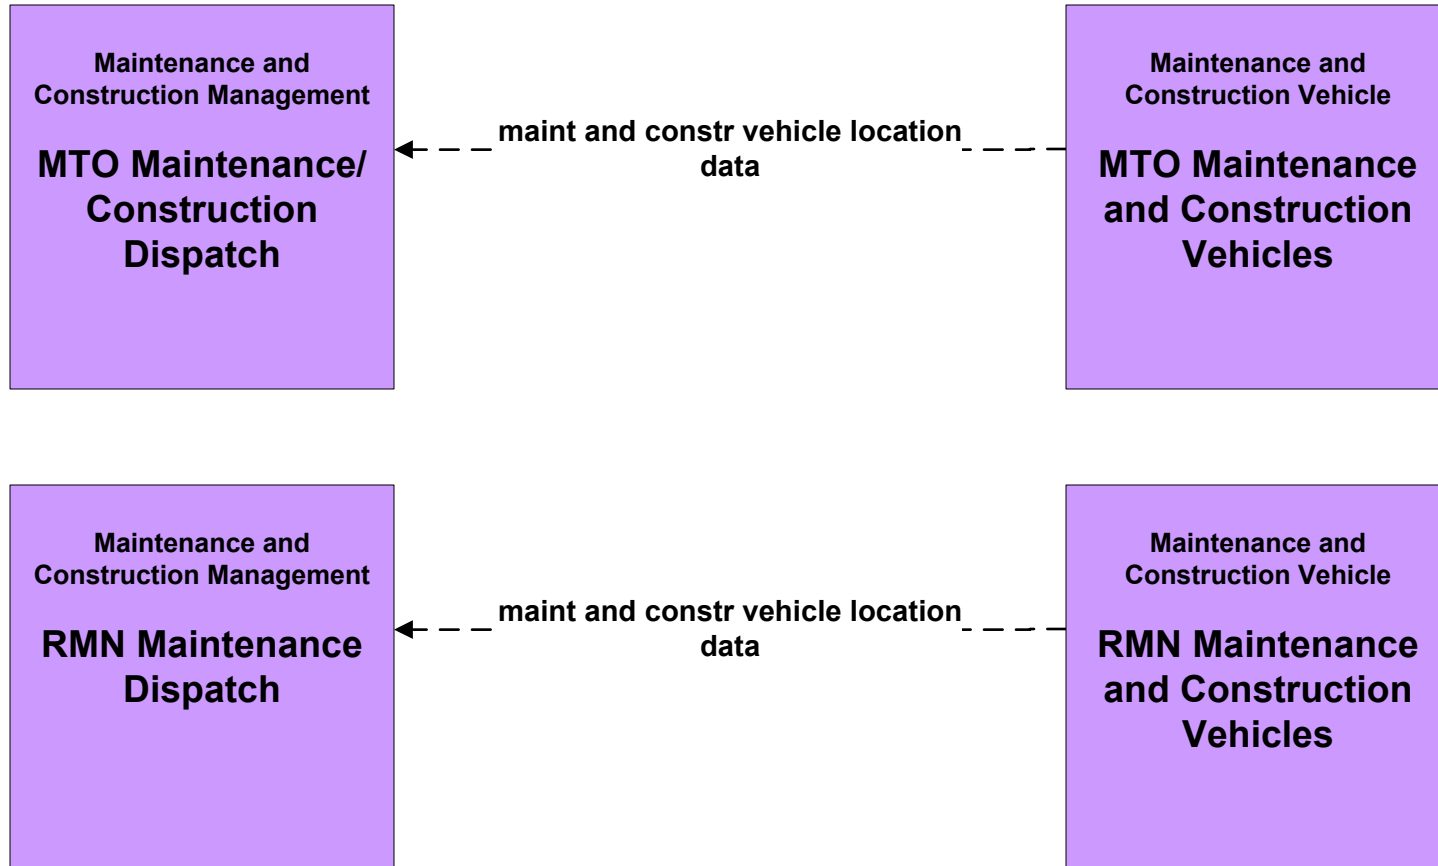 Maintenance and
Construction Management
MTO Maintenance/
Construction
Dispatch
maint and constr vehicle location
data
Maintenance and
Construction Vehicle
MTO Maintenance
and Construction
Vehicles
Maintenance and
Construction Management
RMN Maintenance
Dispatch
maint and constr vehicle location
data
Maintenance and
Construction Vehicle
RMN Maintenance
and Construction
Vehicles